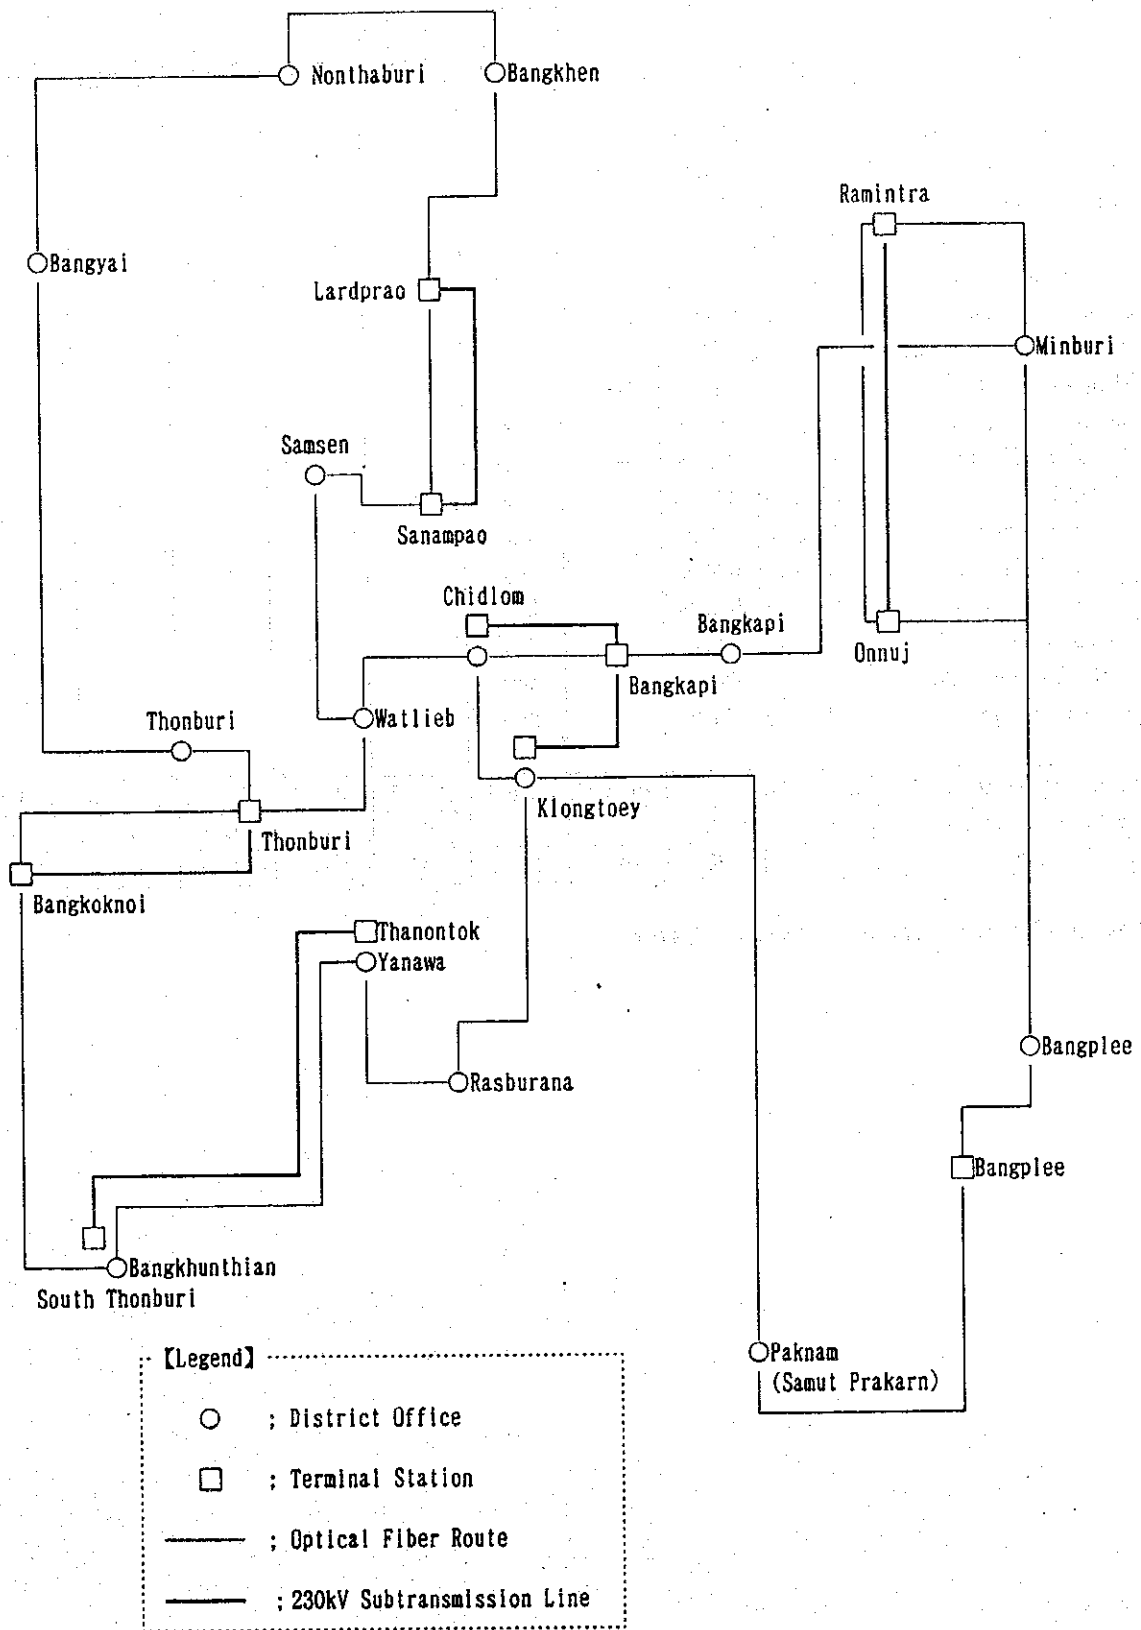 Nonthaburi
Bangkhen
Ramintra
Bangyai
Lardprao
Minburi
Samsen
Sanampao
Chidlom
Bangkapi
Onnuj
Bangkapi
Watlieb
Thonburi
Klongtoey
Thonburi
Bangkoknoi
Thanontok
Yanawa
Bangplee
Rasburana
Bangplee
Bangkhunthian
South Thonburi
Paknam
(Samut Prakarn)
【Legend】
; District Office
; Terminal Station
; Optical Fiber Route
; 230kV Subtransmission Line